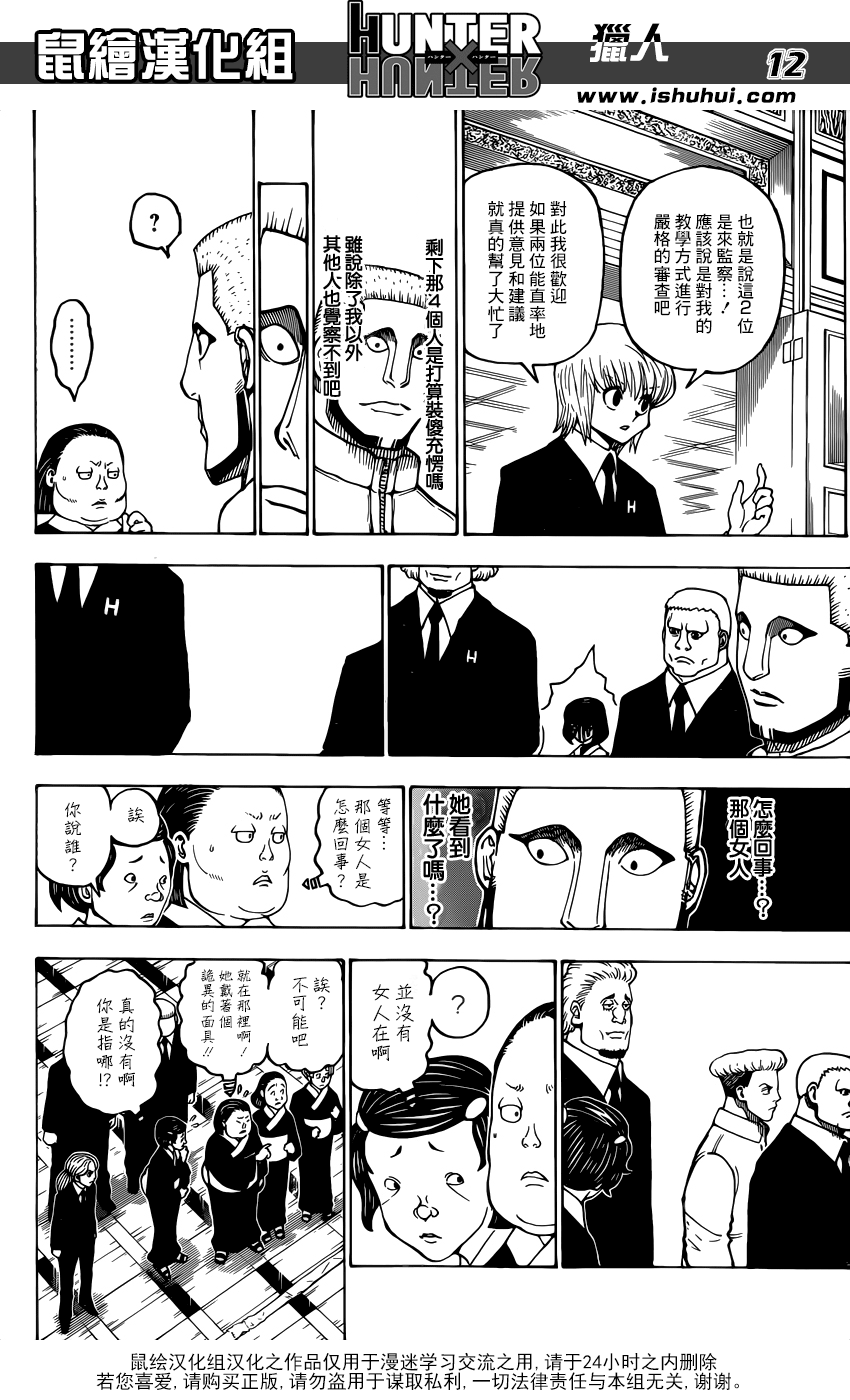 鼠繪漢化組
HUNTER
×
ハンター
ハンター
HUNTER
獵人
12
www.ishuhui.com
也就是說這2位
是來監察…!
應該說是對我的
教學方式進行
嚴格的審查吧
對此我很歡迎
如果兩位能直率地
提供意見和建議
就真的幫了大忙了
H
剩下那4個人是打算裝傻充愣嗎
雖說除了我以外
其他人也覺察不到吧
?
………
H
H
怎麼回事…?
那個女人
她看到
什麼了嗎…?
等等…
那個女人是
怎麼回事?
誒
你說誰?
?
並沒有
女人在啊
誒?
不可能吧
就在那裡啊!
她戴著個
詭異的面具!!
真的沒有啊
你是指哪!?
鼠绘汉化组汉化之作品仅用于漫迷学习交流之用,请于24小时之内删除
若您喜爱,请购买正版,请勿盗用于谋取私利,一切法律责任与本组无关,谢谢。